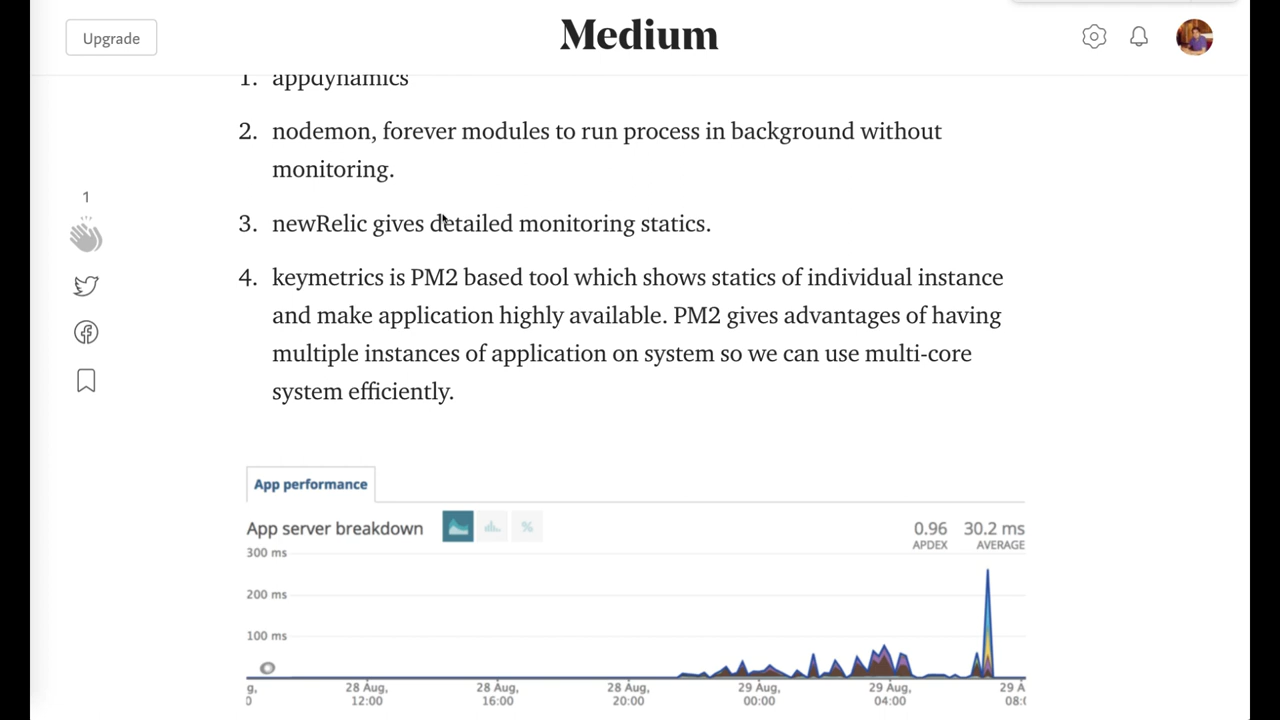 Upgrade
Medium
1. appdynamics
2. nodemon, forever modules to run process in background without
monitoring.
1
3. newRelic gives detailed monitoring statics.
4. keymetrics is PM2 based tool which shows statics of individual instance
and make application highly available. PM2 gives advantages of having
multiple instances of application on system so we can use multi-core
system efficiently.
App performance
App server breakdown
%
0.96
30.2 ms
APDEX
AVERAGE
300 ms
200 ms
100 ms
g, 28 Aug, 28 Aug, 28 Aug, 29 Aug, 29 Aug, 29 A
0 12:00 16:00 20:00 00:00 04:00 08:0